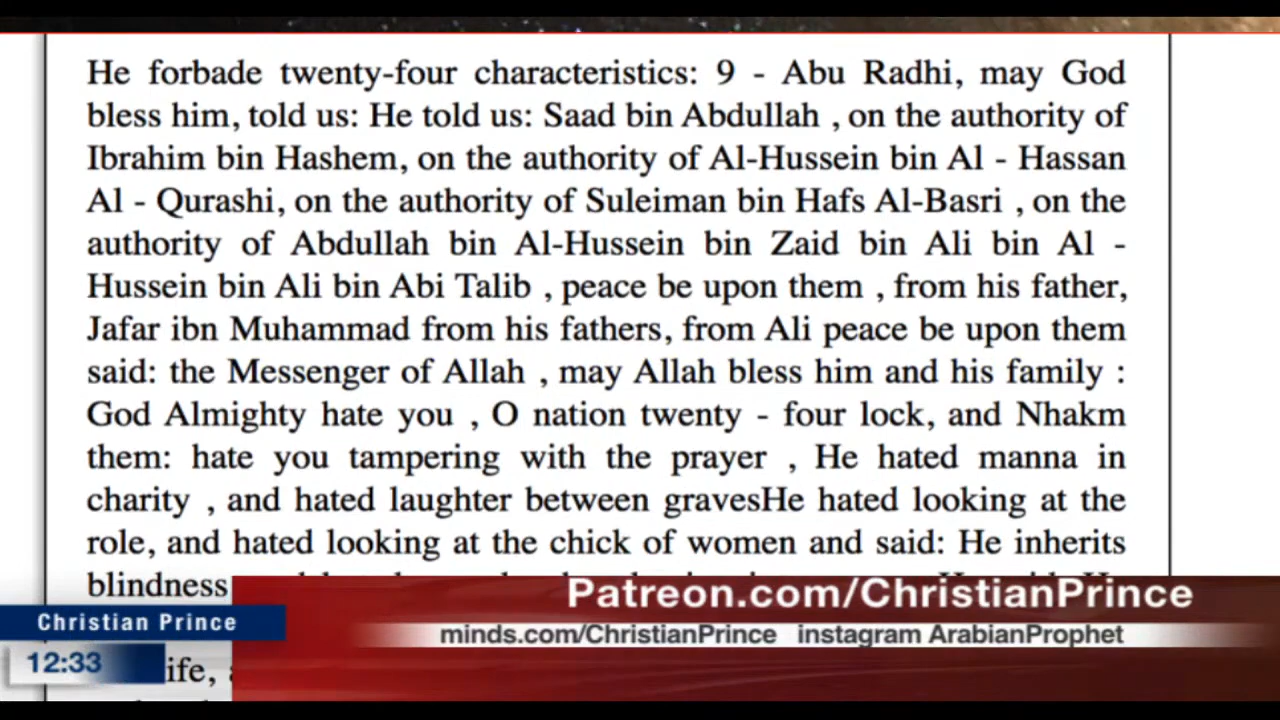 He forbade twenty-four characteristics: 9 - Abu Radhi, may God
bless him, told us: He told us: Saad bin Abdullah , on the authority of
Ibrahim bin Hashem, on the authority of Al-Hussein bin Al - Hassan
Al - Qurashi, on the authority of Suleiman bin Hafs Al-Basri , on the
authority of Abdullah bin Al-Hussein bin Zaid bin Ali bin Al -
Hussein bin Ali bin Abi Talib , peace be upon them , from his father,
Jafar ibn Muhammad from his fathers, from Ali peace be upon them
said: the Messenger of Allah , may Allah bless him and his family :
God Almighty hate you , O nation twenty - four lock, and Nhakm
them: hate you tampering with the prayer , He hated manna in
charity , and hated laughter between gravesHe hated looking at the
role, and hated looking at the chick of women and said: He inherits
blindness
Patreon.com/ChristianPrince
Christian Prince
minds.com/ChristianPrince instagram ArabianProphet
12:33
ife,